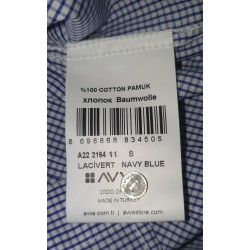 %100 COTTON PAMUK
хлопок Baumwolle
8 698668 834505
A22 2164 11 S
LACİVERT NAVY BLUE
AVVA
MADE IN TURKEY
avva.com.tr / avvastore.com